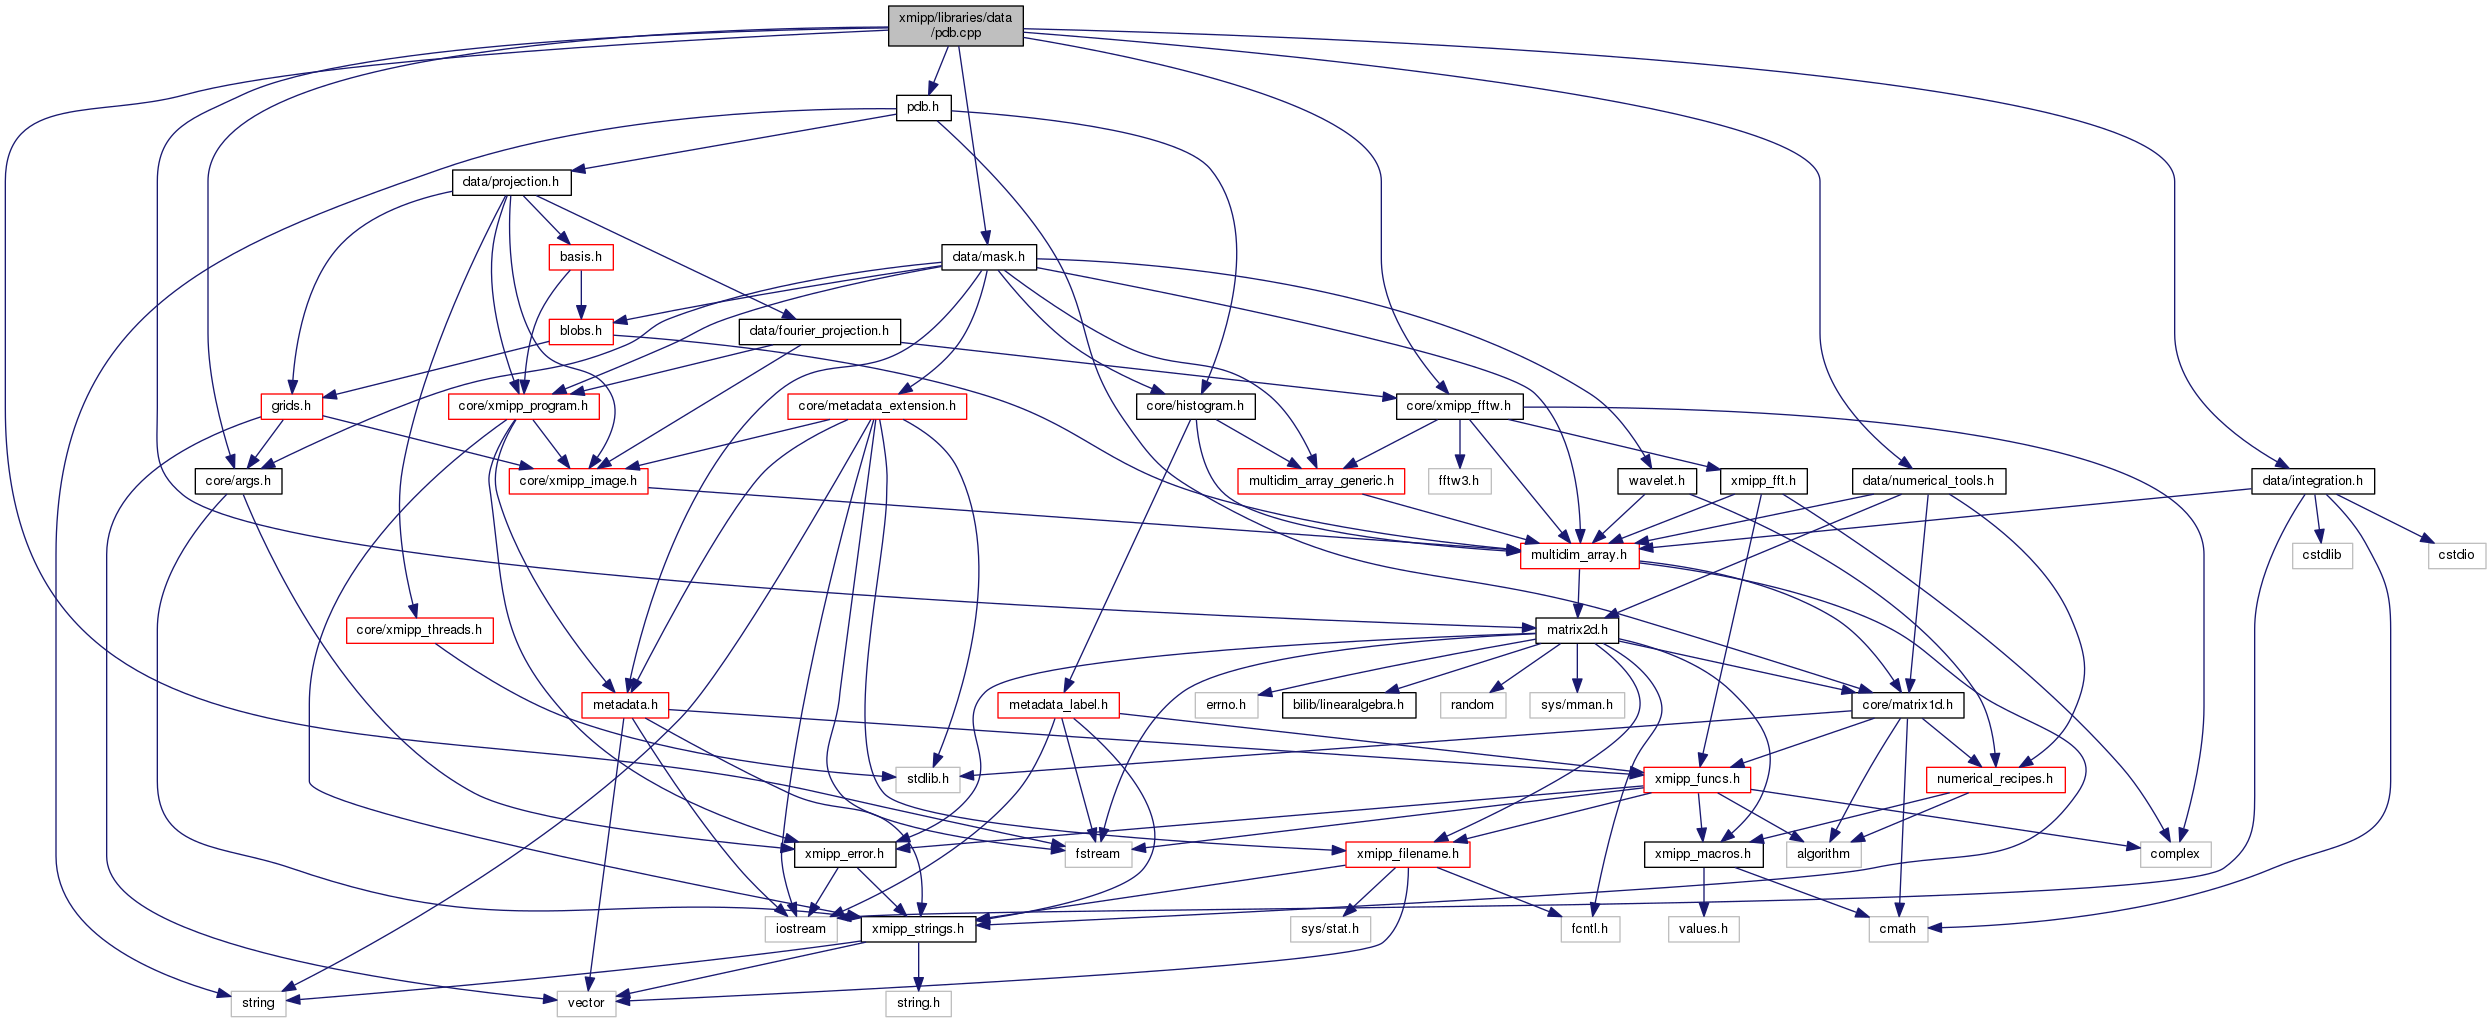 xmipp/libraries/data
/pdb.cpp
pdb.h
data/projection.h
basis.h
data/mask.h
blobs.h
data/fourier_projection.h
grids.h
core/xmipp_program.h
core/metadata_extension.h
core/histogram.h
core/xmipp_fftw.h
core/args.h
core/xmipp_image.h
multidim_array_generic.h
fftw3.h
wavelet.h
xmipp_fft.h
data/numerical_tools.h
data/integration.h
multidim_array.h
cstdlib
cstdio
core/xmipp_threads.h
matrix2d.h
metadata.h
metadata_label.h
errno.h
bilib/linearalgebra.h
random
sys/mman.h
core/matrix1d.h
stdlib.h
xmipp_funcs.h
numerical_recipes.h
xmipp_error.h
fstream
xmipp_filename.h
xmipp_macros.h
algorithm
complex
iostream
xmipp_strings.h
sys/stat.h
fcntl.h
values.h
cmath
string
vector
string.h